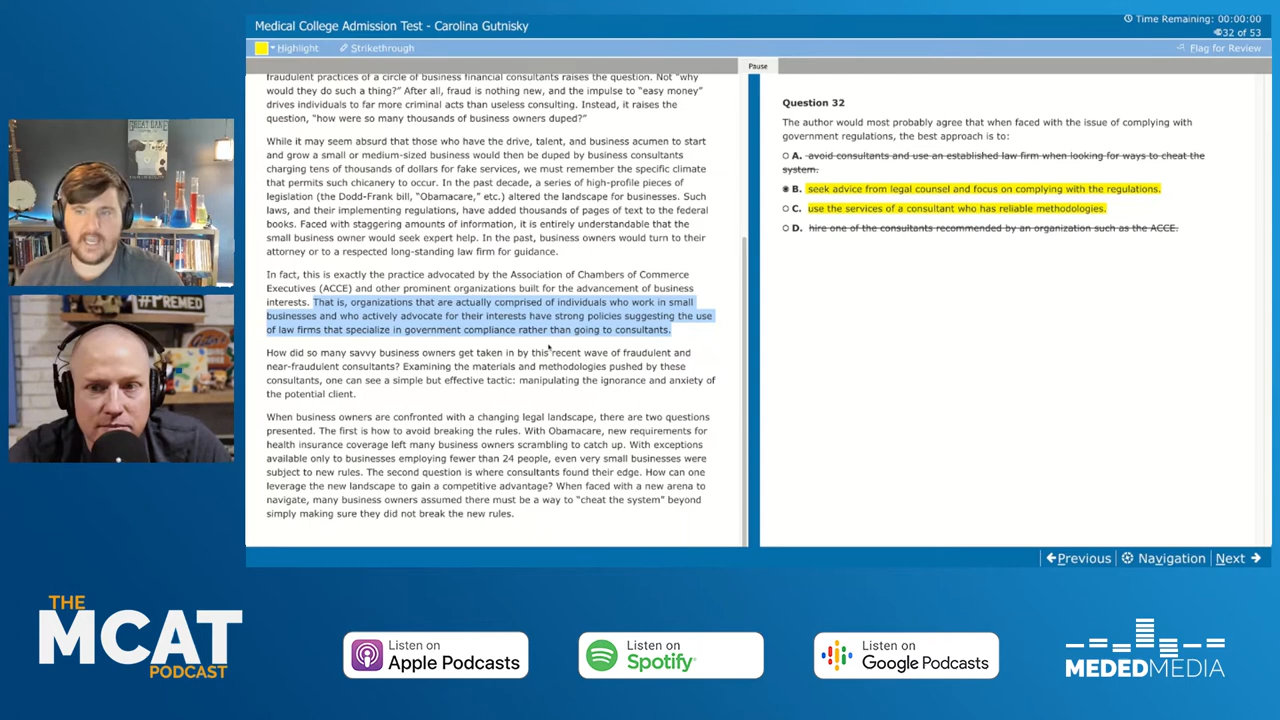 Medical College Admission Test - Carolina Gutnisky
Time Remaining: 00:00:00
32 of 53
Highlight
Strikethrough
Flag for Review
Pause
fraudulent practices of a circle of business financial consultants raises the question. Not "why
would they do such a thing?" After all, fraud is nothing new, and the impulse to "easy money"
drives individuals to far more criminal acts than useless consulting. Instead, it raises the
question, "how were so many thousands of business owners duped?"
While it may seem absurd that those who have the drive, talent, and business acumen to start
and grow a small or medium-sized business would then be duped by business consultants
charging tens of thousands of dollars for fake services, we must remember the specific climate
that permits such chicanery to occur. In the past decade, a series of high-profile pieces of
legislation (the Dodd-Frank bill, "Obamacare," etc.) altered the landscape for businesses. Such
laws, and their implementing regulations, have added thousands of pages of text to the federal
books. Faced with staggering amounts of information, it is entirely understandable that the
small business owner would seek expert help. In the past, business owners would turn to their
attorney or to a respected long-standing law firm for guidance.
In fact, this is exactly the practice advocated by the Association of Chambers of Commerce
Executives (ACCE) and other prominent organizations built for the advancement of business
interests. That is, organizations that are actually comprised of individuals who work in small
businesses and who actively advocate for their interests have strong policies suggesting the use
of law firms that specialize in government compliance rather than going to consultants.
How did so many savvy business owners get taken in by this recent wave of fraudulent and
near-fraudulent consultants? Examining the materials and methodologies pushed by these
consultants, one can see a simple but effective tactic: manipulating the ignorance and anxiety of
the potential client.
When business owners are confronted with a changing legal landscape, there are two questions
presented. The first is how to avoid breaking the rules. With Obamacare, new requirements for
health insurance coverage left many business owners scrambling to catch up. With exceptions
available only to businesses employing fewer than 24 people, even very small businesses were
subject to new rules. The second question is where consultants found their edge. How can one
leverage the new landscape to gain a competitive advantage? When faced with a new arena to
navigate, many business owners assumed there must be a way to "cheat the system" beyond
simply making sure they did not break the new rules.
Question 32
The author would most probably agree that when faced with the issue of complying with
government regulations, the best approach is to:
A. avoid consultants and use an established law firm when looking for ways to cheat the
system.
B. seek advice from legal counsel and focus on complying with the regulations.
C. use the services of a consultant who has reliable methodologies.
D. hire one of the consultants recommended by an organization such as the ACCE.
Previous
Navigation
Next
#PREMED
THE
MCAT
PODCAST
Listen on
Apple Podcasts
Listen on
Spotify
Listen on
Google Podcasts
MEDEDMEDIA